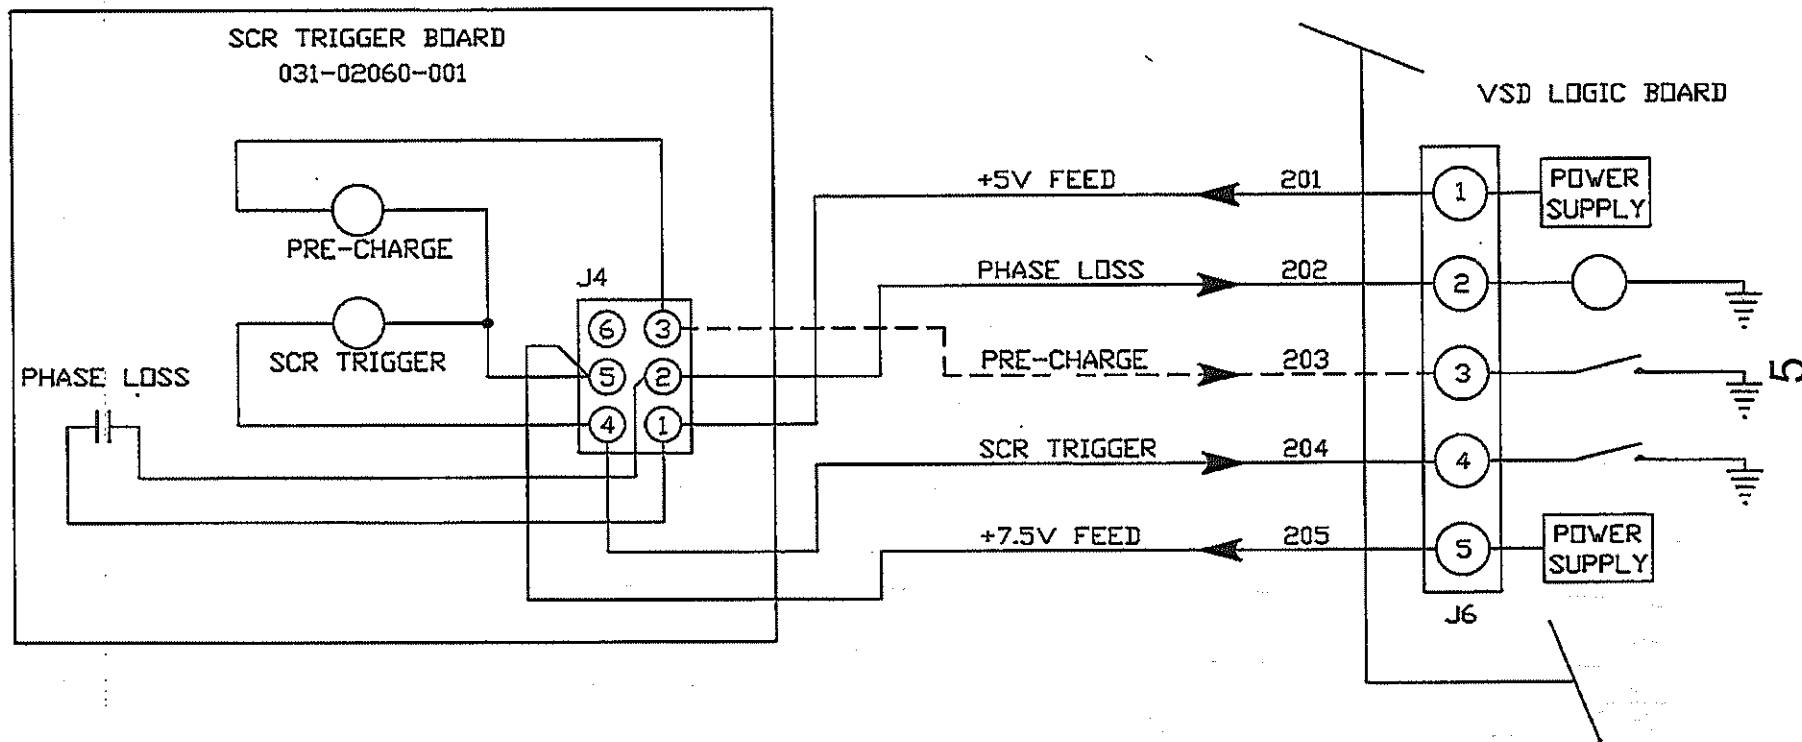 SCR TRIGGER BOARD
031-02060-001
PRE-CHARGE
SCR TRIGGER
PHASE LOSS
J4
6 3
5 2
4 1
+5V FEED 201
PHASE LOSS 202
PRE-CHARGE 203
SCR TRIGGER 204
+7.5V FEED 205
VSD LOGIC BOARD
1
POWER
SUPPLY
2
3
4
5
POWER
SUPPLY
J6
5